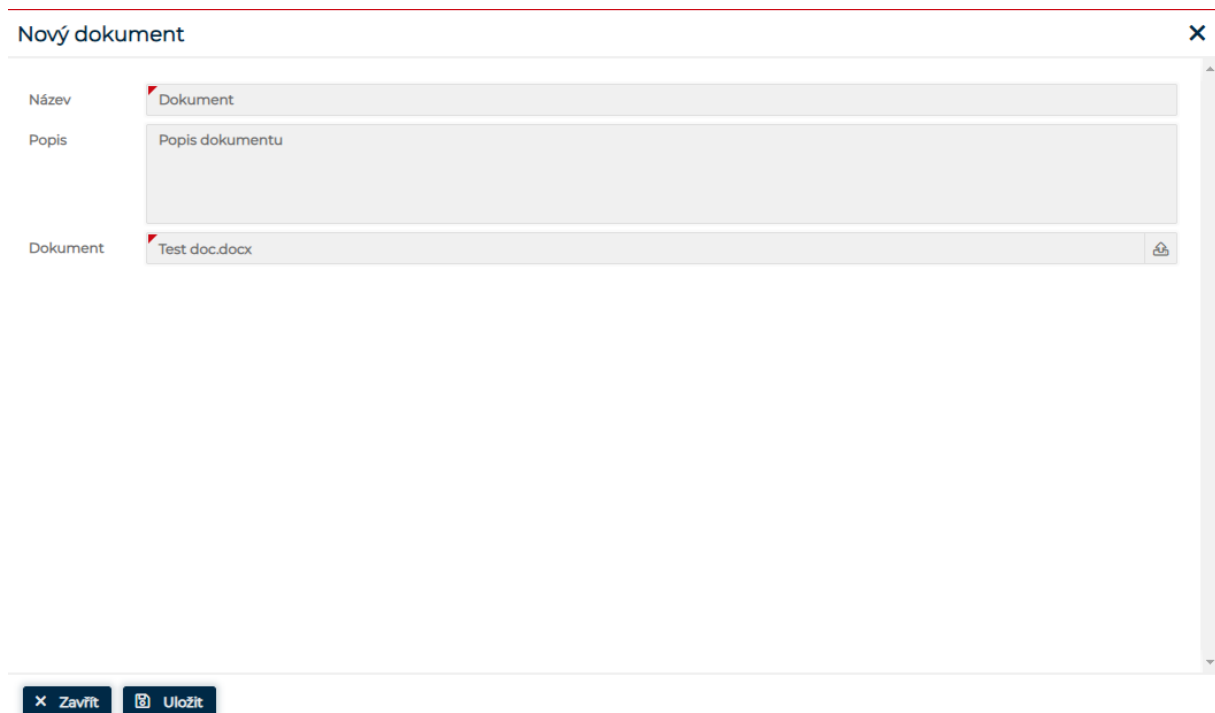 Nový dokument
Název
Dokument
Popis
Popis dokumentu
Dokument
Test doc.docx
Zavřít
Uložit